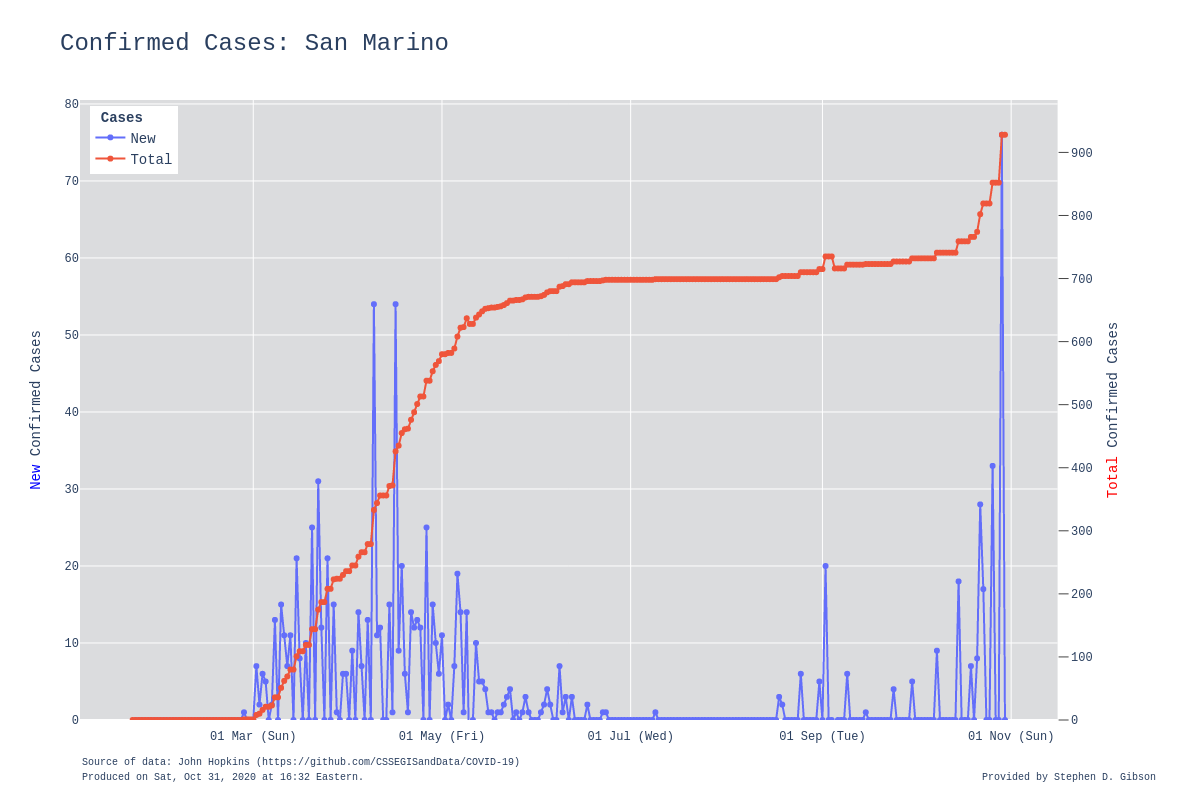 Confirmed Cases: San Marino
Cases
New
Total
80
70
60
50
40
30
20
10
0
900
800
700
600
500
400
300
200
100
0
New Confirmed Cases
Total Confirmed Cases
01 Mar (Sun) 01 May (Fri) 01 Jul (Wed) 01 Sep (Tue) 01 Nov (Sun)
Source of data: John Hopkins (https://github.com/CSSEGISandData/COVID-19)
Produced on Sat, Oct 31, 2020 at 16:32 Eastern.
Provided by Stephen D. Gibson